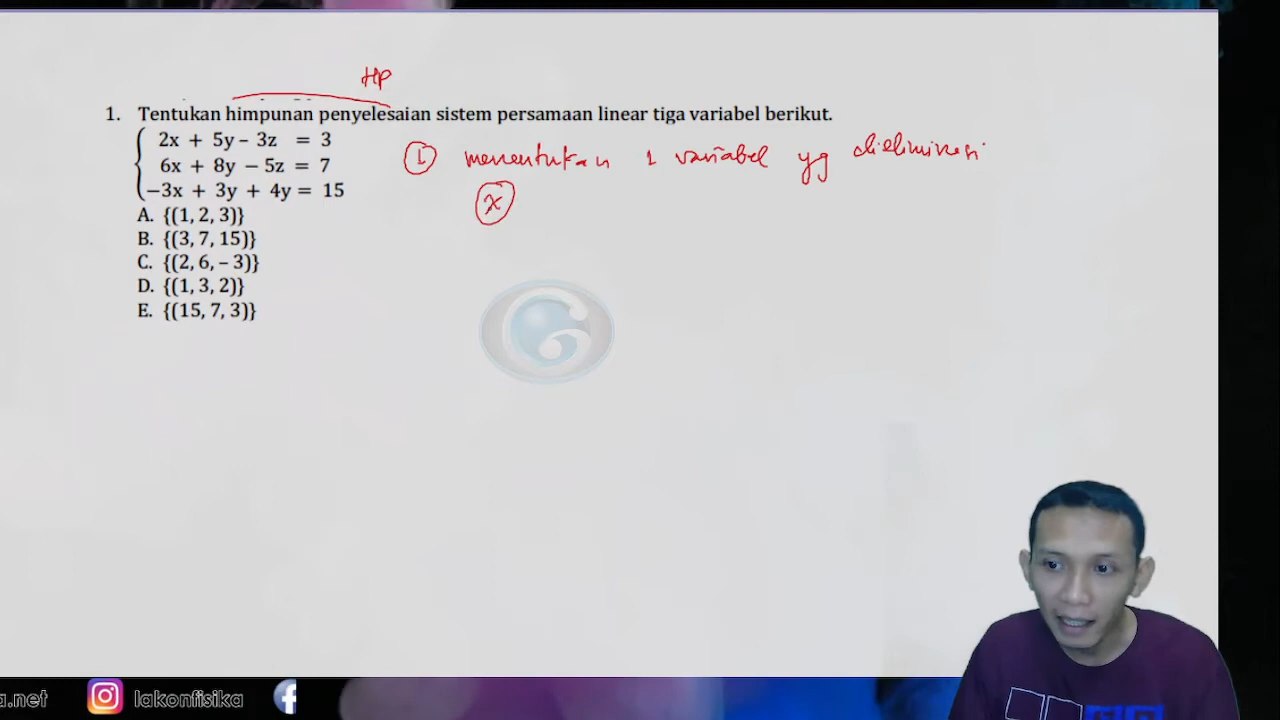 HP
1. Tentukan himpunan penyelesaian sistem persamaan linear tiga variabel berikut.
2x + 5y – 3z = 3
6x + 8y – 5z = 7
–3x + 3y + 4y = 15
① menentukan 1 variabel yg dieliminasi
x
A. {(1, 2, 3)}
B. {(3, 7, 15)}
C. {(2, 6, – 3)}
D. {(1, 3, 2)}
E. {(15, 7, 3)}
a.net
lakonfisika